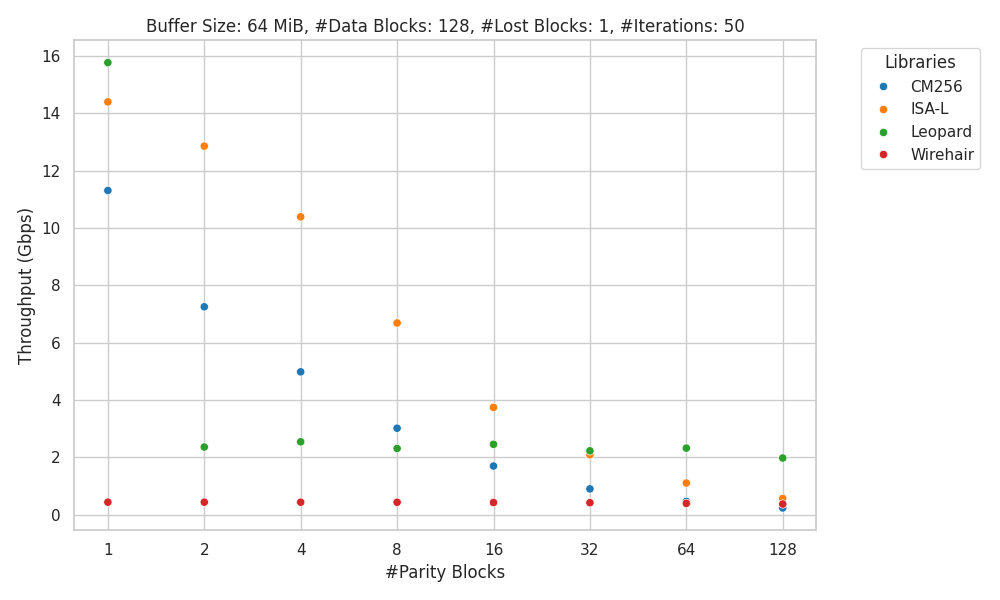 Buffer Size: 64 MiB, #Data Blocks: 128, #Lost Blocks: 1, #Iterations: 50
Libraries
CM256
ISA-L
Leopard
Wirehair
Throughput (Gbps)
16
14
12
10
8
6
4
2
0
1 2 4 8 16 32 64 128
#Parity Blocks